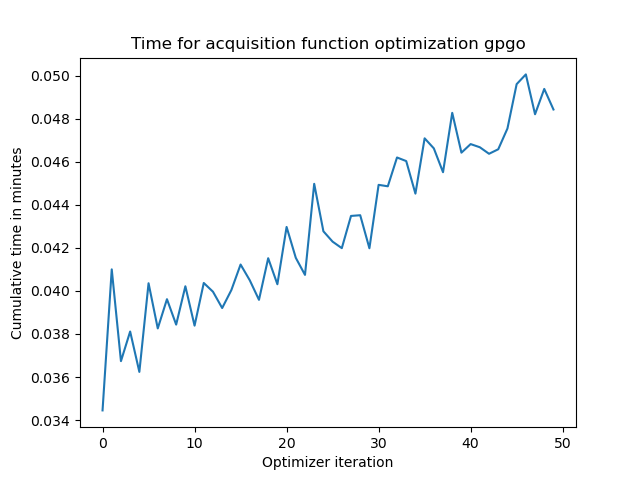 Time for acquisition function optimization gpgo
0.050
0.048
0.046
0.044
0.042
0.040
0.038
0.036
0.034
Cumulative time in minutes
0 10 20 30 40 50
Optimizer iteration